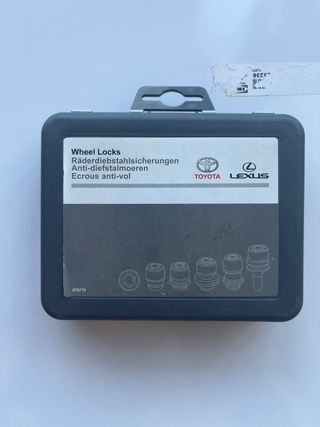 Wheel Locks
Räderdiebstahlsicherungen
Anti-diefstalmoeren
Ecrous anti-vol
TOYOTA
LEXUS